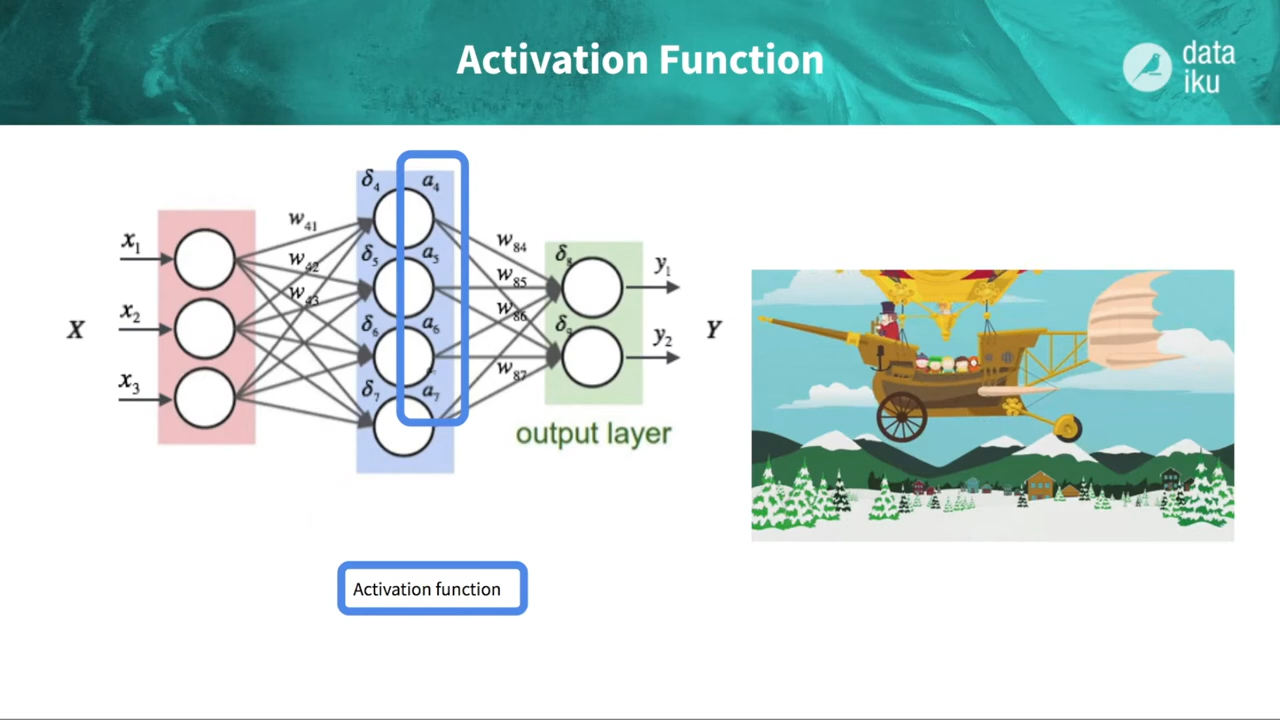 Activation Function
data
iku
δ₄ a₄
w₄₁ w₈₄
x₁ δ₅ a₅ δ₈ y₁
w₄₂ w₈₅
w₄₃
x₂ δ₆ a₆ w₈₆ δ₉ y₂
X Y
x₃ δ₇ a₇ w₈₇
output layer
Activation function